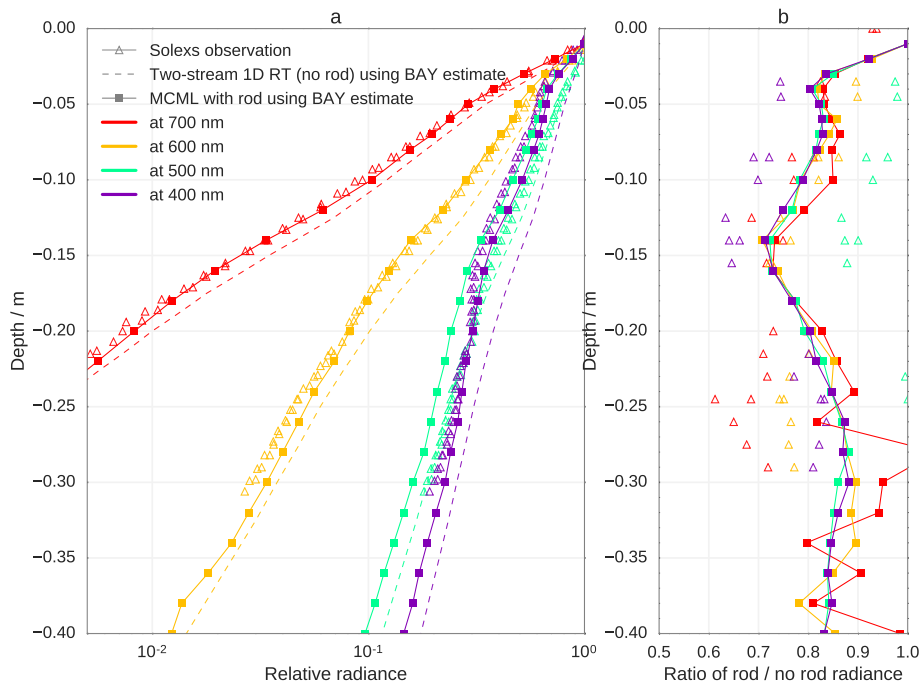 a
b
0.00
−0.05
−0.10
−0.15
−0.20
−0.25
−0.30
−0.35
−0.40
Depth / m
Solexs observation
Two-stream 1D RT (no rod) using BAY estimate
MCML with rod using BAY estimate
at 700 nm
at 600 nm
at 500 nm
at 400 nm
10⁻²
10⁻¹
10⁰
Relative radiance
0.00
−0.05
−0.10
−0.15
−0.20
−0.25
−0.30
−0.35
−0.40
Depth / m
0.5 0.6 0.7 0.8 0.9 1.0
Ratio of rod / no rod radiance